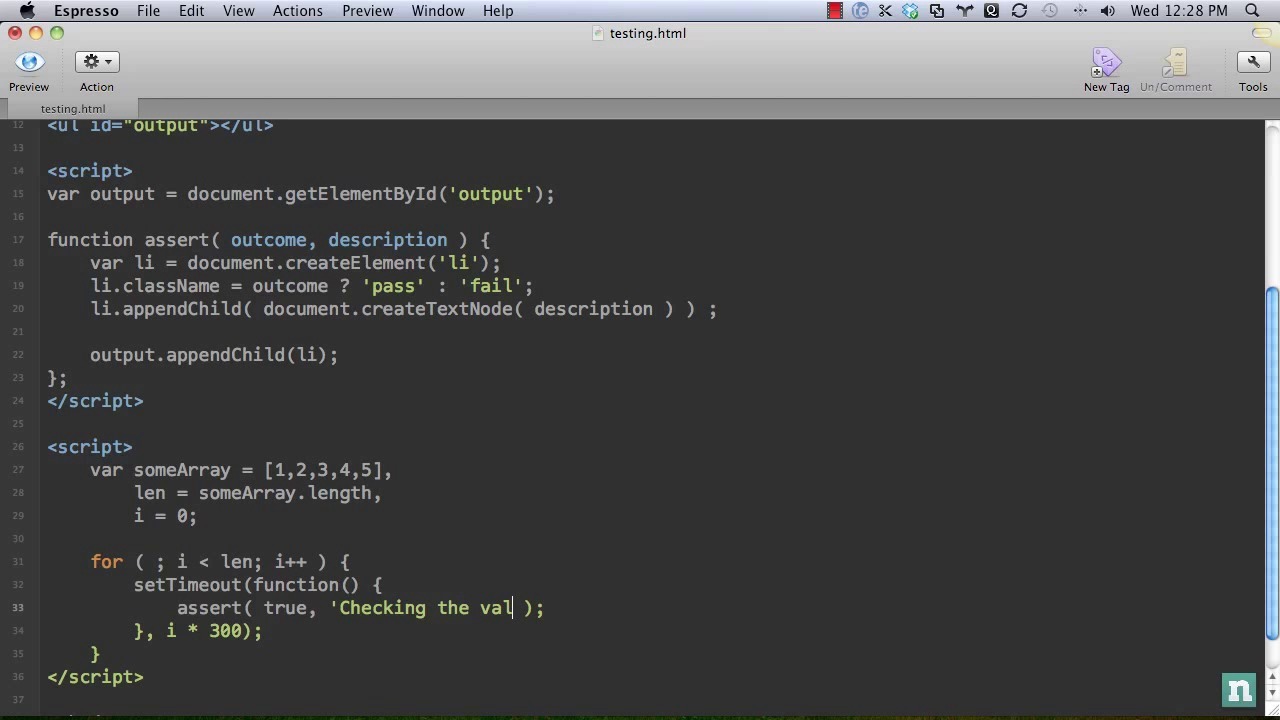 Espresso File Edit View Actions Preview Window Help Wed 12:28 PM
testing.html
Preview Action New Tag Un/Comment Tools
testing.html
12 <ul id="output"></ul>
13
14 <script>
15 var output = document.getElementById('output');
16
17 function assert( outcome, description ) {
18 var li = document.createElement('li');
19 li.className = outcome ? 'pass' : 'fail';
20 li.appendChild( document.createTextNode( description ) ) ;
21
22 output.appendChild(li);
23 };
24 </script>
25
26 <script>
27 var someArray = [1,2,3,4,5],
28 len = someArray.length,
29 i = 0;
30
31 for ( ; i < len; i++ ) {
32 setTimeout(function() {
33 assert( true, 'Checking the val );
34 }, i * 300);
35 }
36 </script>
37
n